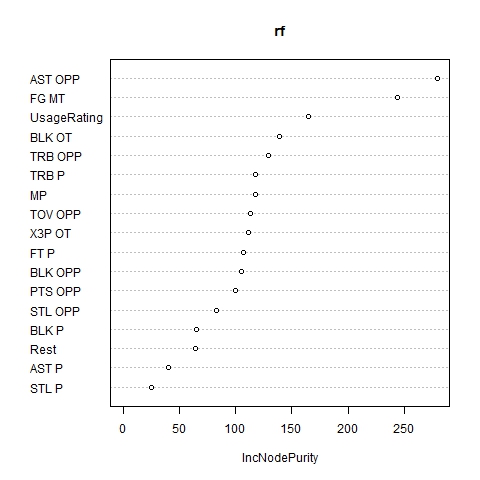 rf
AST OPP
FG MT
UsageRating
BLK OT
TRB OPP
TRB P
MP
TOV OPP
X3P OT
FT P
BLK OPP
PTS OPP
STL OPP
BLK P
Rest
AST P
STL P
0 50 100 150 200 250
IncNodePurity